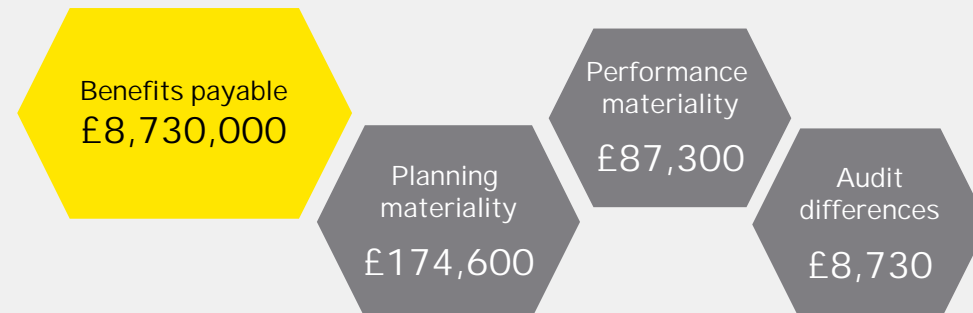 Benefits payable
£8,730,000
Planning
materiality
£174,600
Performance
materiality
£87,300
Audit
differences
£8,730